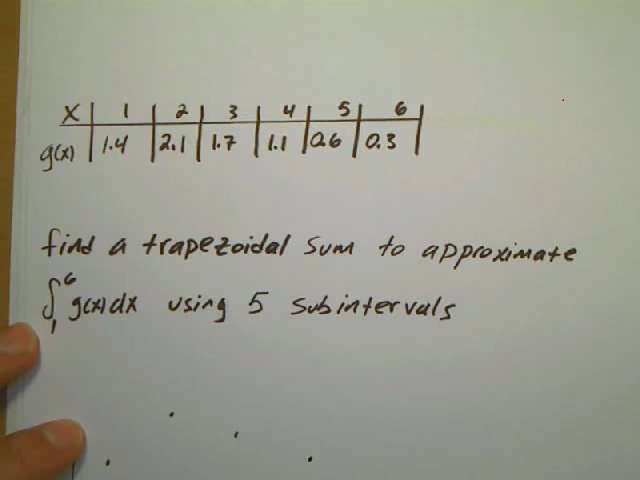 x | 1 | 2 | 3 | 4 | 5 | 6 |
g(x) | 1.4 | 2.1 | 1.7 | 1.1 | 0.6 | 0.3 |
find a trapezoidal sum to approximate
∫₁⁶ g(x)dx using 5 subintervals